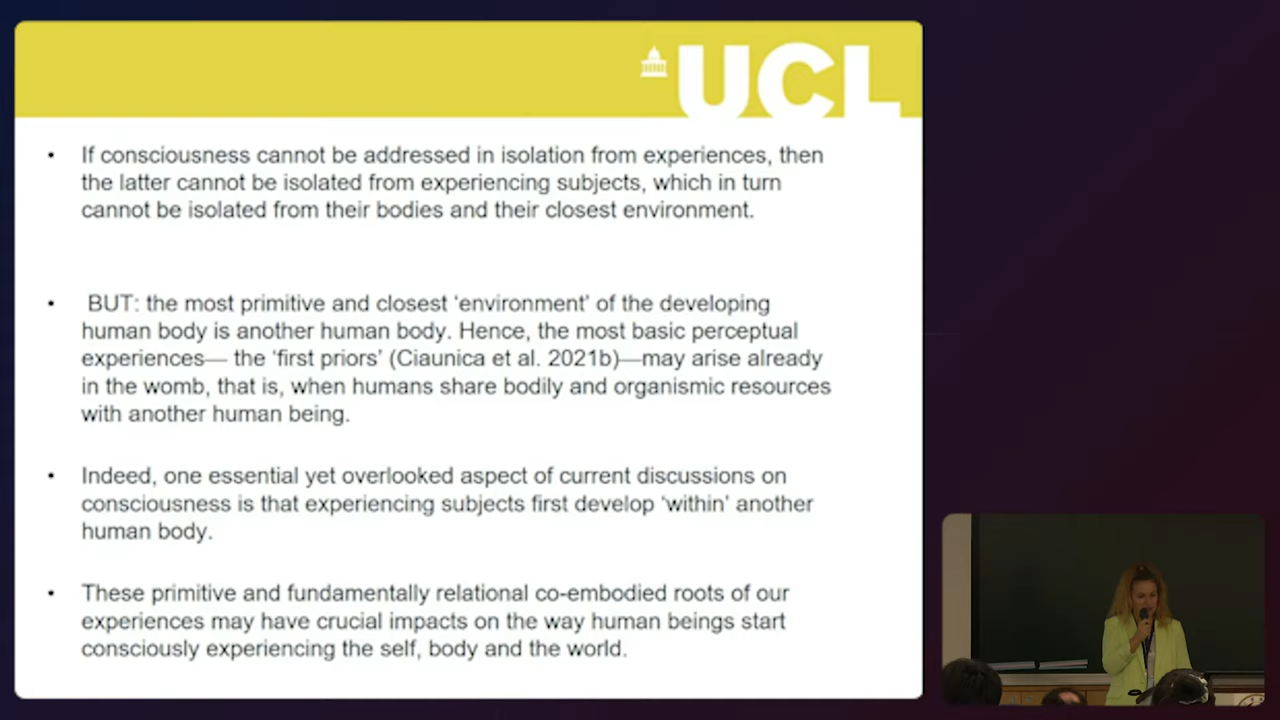 UCL
• If consciousness cannot be addressed in isolation from experiences, then
the latter cannot be isolated from experiencing subjects, which in turn
cannot be isolated from their bodies and their closest environment.
• BUT: the most primitive and closest ‘environment’ of the developing
human body is another human body. Hence, the most basic perceptual
experiences— the ‘first priors’ (Ciaunica et al. 2021b)—may arise already
in the womb, that is, when humans share bodily and organismic resources
with another human being.
• Indeed, one essential yet overlooked aspect of current discussions on
consciousness is that experiencing subjects first develop ‘within’ another
human body.
• These primitive and fundamentally relational co-embodied roots of our
experiences may have crucial impacts on the way human beings start
consciously experiencing the self, body and the world.